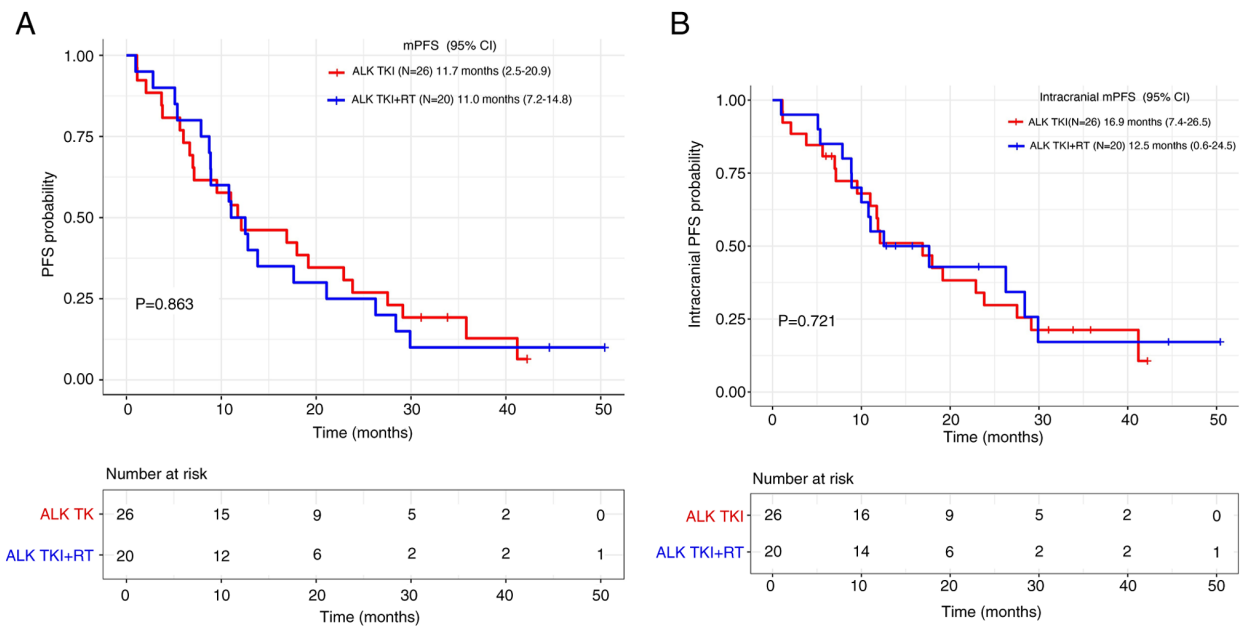 A
mPFS (95% CI)
ALK TKI (N=26) 11.7 months (2.5-20.9)
ALK TKI+RT (N=20) 11.0 months (7.2-14.8)
PFS probability
1.00
0.75
0.50
0.25
0.00
P=0.863
0 10 20 30 40 50
Time (months)
Number at risk
ALK TK 26 15 9 5 2 0
ALK TKI+RT 20 12 6 2 2 1
0 10 20 30 40 50
Time (months)
B
Intracranial mPFS (95% CI)
ALK TKI(N=26) 16.9 months (7.4-26.5)
ALK TKI+RT (N=20) 12.5 months (0.6-24.5)
Intracranial PFS probability
1.00
0.75
0.50
0.25
0.00
P=0.721
0 10 20 30 40 50
Time (months)
Number at risk
ALK TKI 26 16 9 5 2 0
ALK TKI+RT 20 14 6 2 2 1
0 10 20 30 40 50
Time (months)